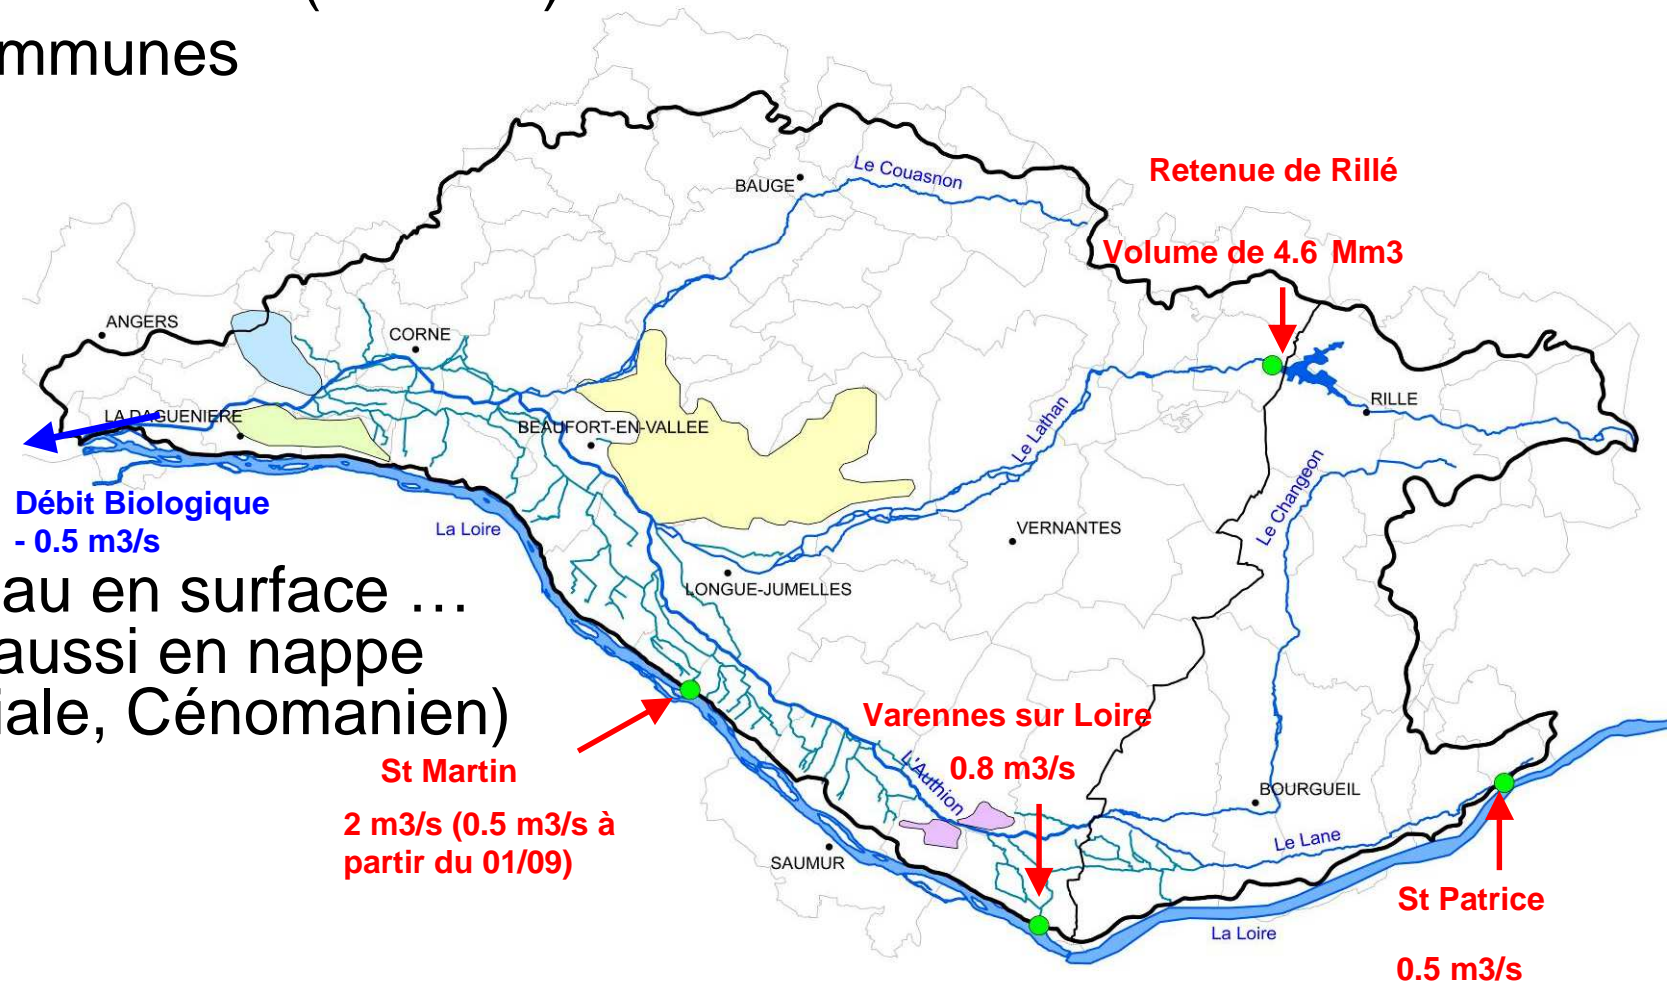 mmunes
Retenue de Rillé
Le Couasnon
BAUGE
Volume de 4.6 Mm3
ANGERS
CORNE
RILLE
LA DAGUENIERE
BEAUFORT-EN-VALLEE
Le Lathan
Le Changeon
Débit Biologique
- 0.5 m3/s
La Loire
VERNANTES
au en surface …
LONGUE-JUMELLES
aussi en nappe
iale, Cénomanien)
Varennes sur Loire
0.8 m3/s
L'Authion
St Martin
2 m3/s (0.5 m3/s à
partir du 01/09)
BOURGUEIL
Le Lane
SAUMUR
St Patrice
La Loire
0.5 m3/s